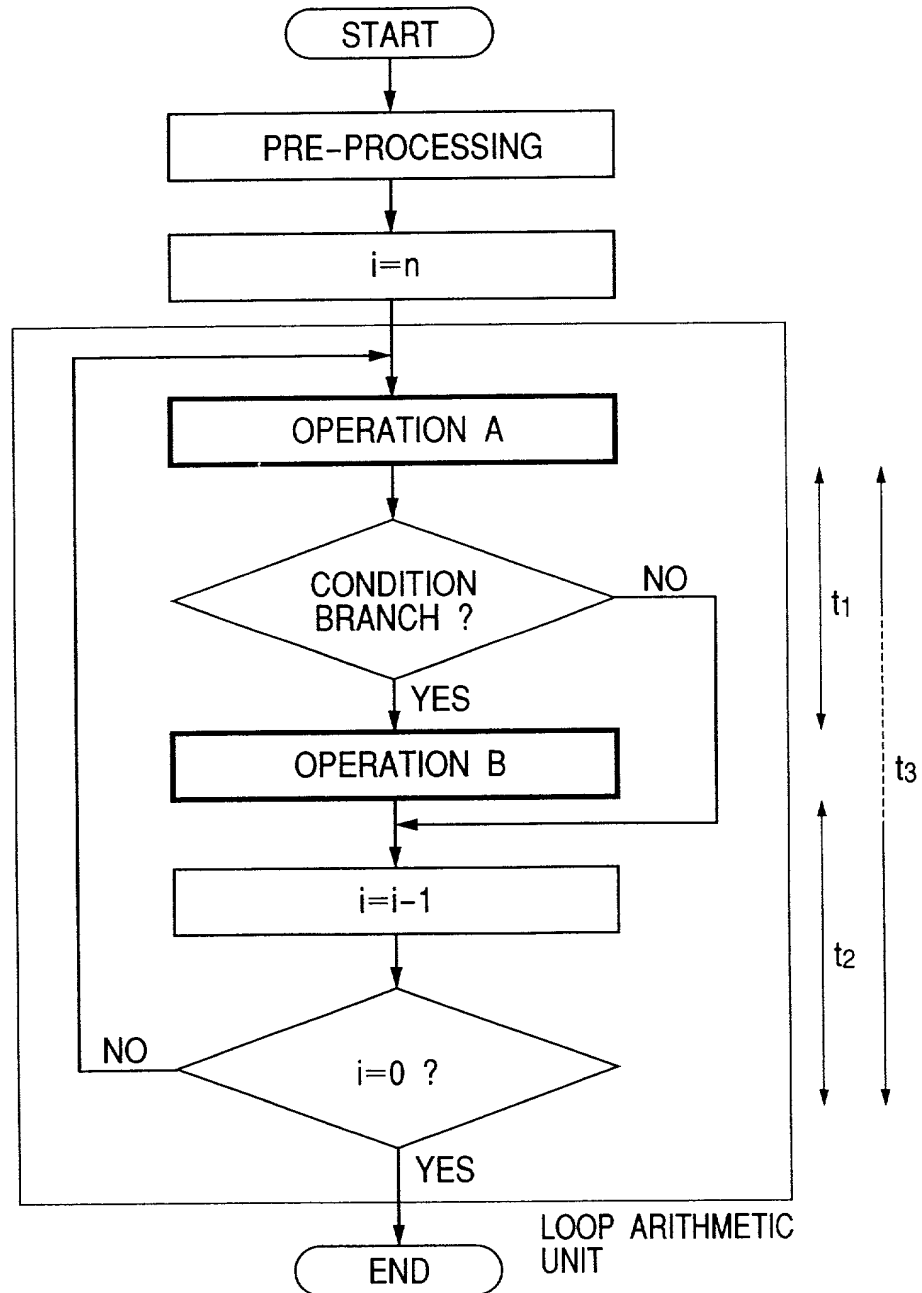 START
PRE-PROCESSING
i=n
OPERATION A
CONDITION
BRANCH ?
NO
YES
t1
OPERATION B
t3
i=i-1
t2
NO
i=0 ?
YES
LOOP ARITHMETIC
UNIT
END